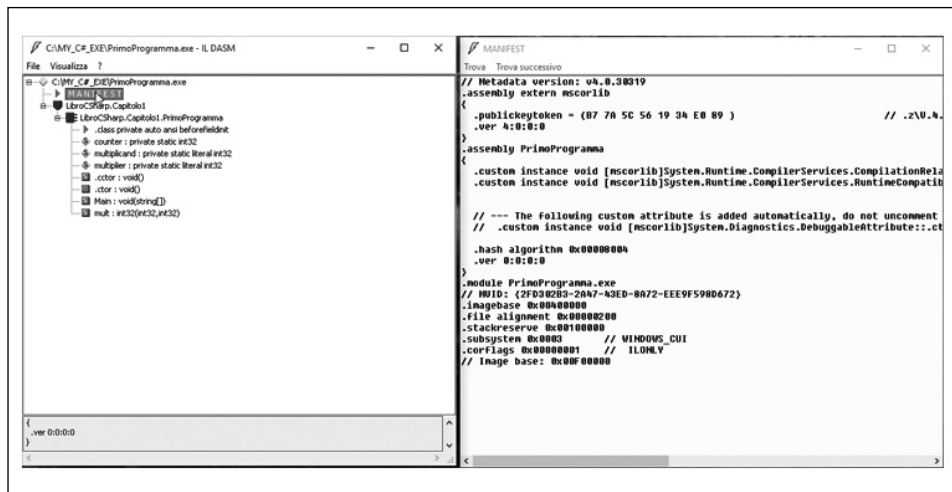 C:\MY_C#_EXE\PrimoProgramma.exe - IL DASM
File Visualizza ?
C:\MY_C#_EXE\PrimoProgramma.exe
MANIFEST
LibroCSharp.Capitolo1
LibroCSharp.Capitolo1.PrimoProgramma
.class private auto ansi beforefieldinit
counter : private static int32
multiplicand : private static literal int32
multiplier : private static literal int32
.cctor : void()
.ctor : void()
Main : void(string[])
mult : int32(int32,int32)
{
.ver 0:0:0:0
}
MANIFEST
Trova Trova successivo
// Metadata version: v4.0.30319
.assembly extern mscorlib
{
.publickeytoken = (B7 7A 5C 56 19 34 E0 89 ) // .z\V.4.
.ver 4:0:0:0
}
.assembly PrimoProgramma
{
.custom instance void [mscorlib]System.Runtime.CompilerServices.CompilationRela
.custom instance void [mscorlib]System.Runtime.CompilerServices.RuntimeCompatib
// --- The following custom attribute is added automatically, do not uncomment
// .custom instance void [mscorlib]System.Diagnostics.DebuggableAttribute::.ct
.hash algorithm 0x00008004
.ver 0:0:0:0
}
.module PrimoProgramma.exe
// MVID: {2FD302B3-2A47-43ED-8A72-EEE9F598D672}
.imagebase 0x00400000
.file alignment 0x00000200
.stackreserve 0x00100000
.subsystem 0x0003 // WINDOWS_CUI
.corflags 0x00000001 // ILONLY
// Image base: 0x00F00000